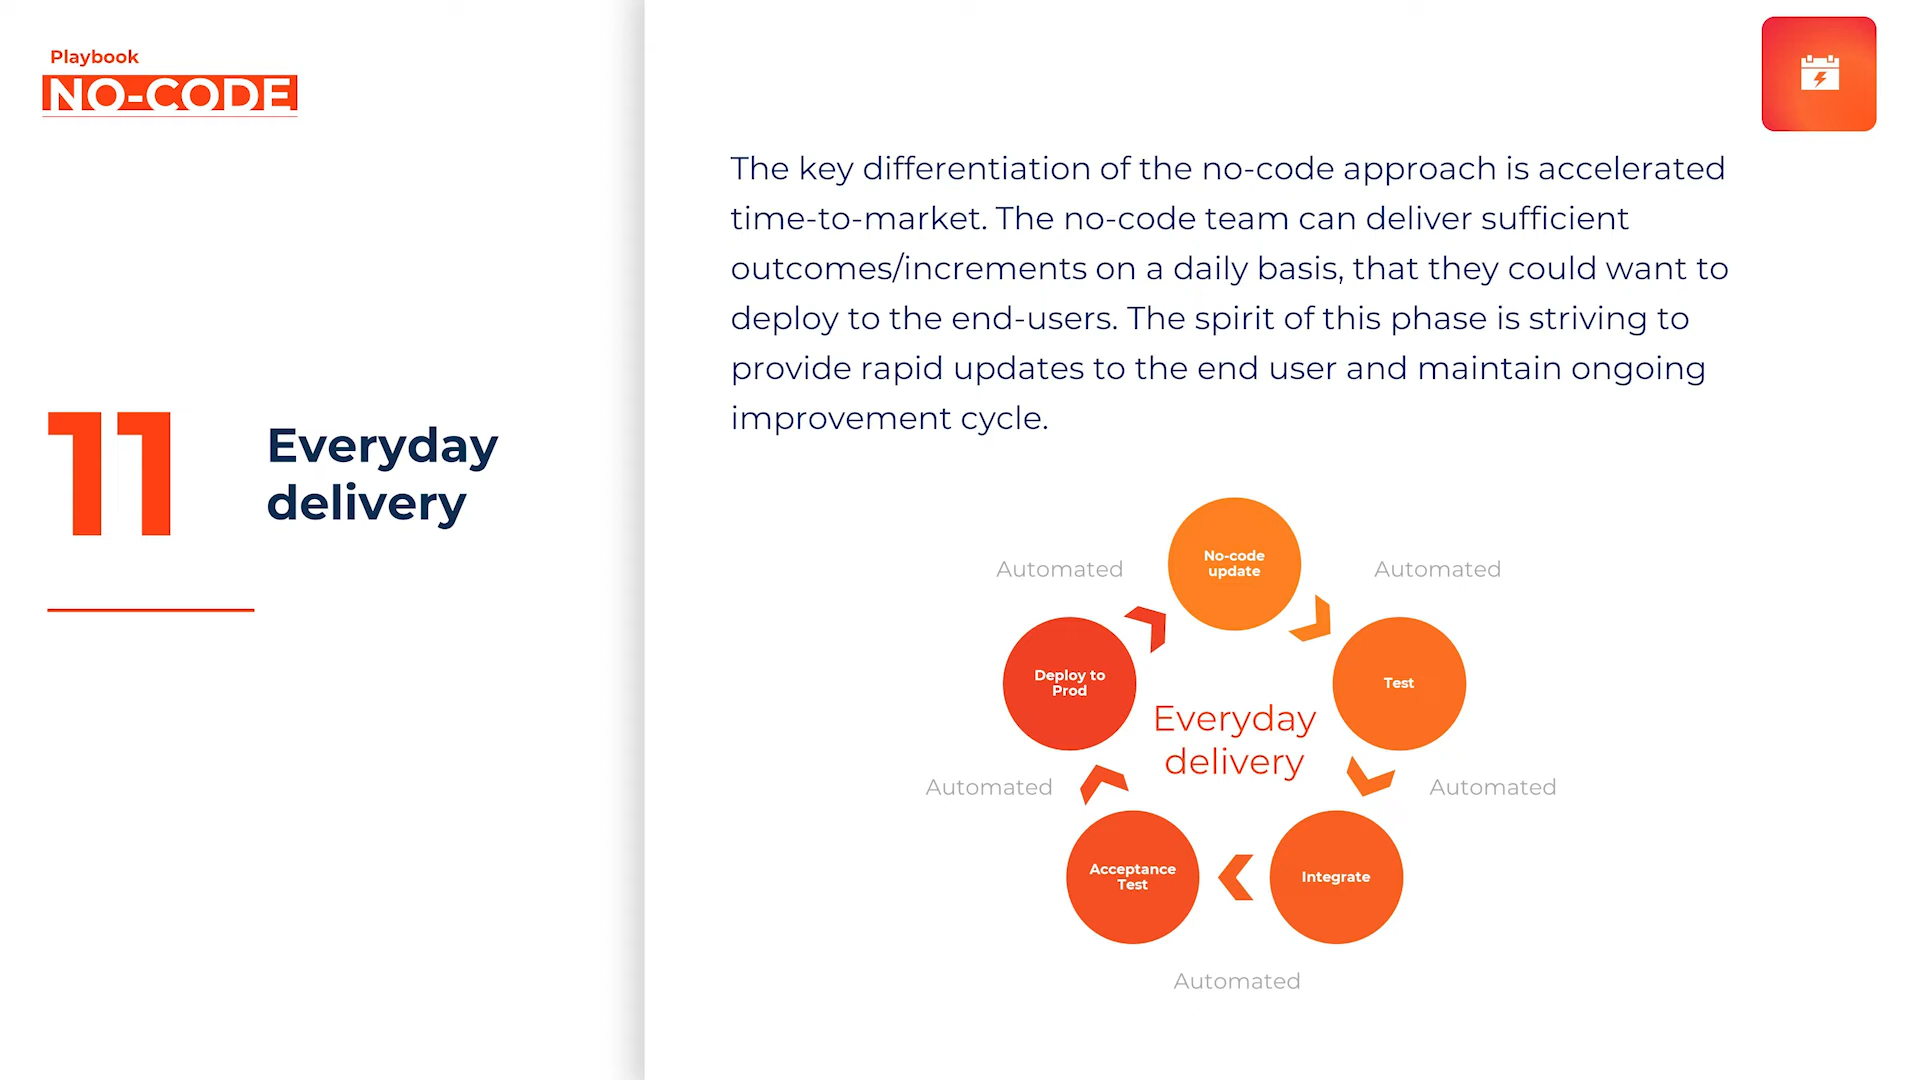 Playbook
NO-CODE
11
Everyday
delivery
The key differentiation of the no-code approach is accelerated
time-to-market. The no-code team can deliver sufficient
outcomes/increments on a daily basis, that they could want to
deploy to the end-users. The spirit of this phase is striving to
provide rapid updates to the end user and maintain ongoing
improvement cycle.
Automated
No-code
update
Automated
Deploy to
Prod
Test
Everyday
delivery
Automated
Automated
Acceptance
Test
Integrate
Automated